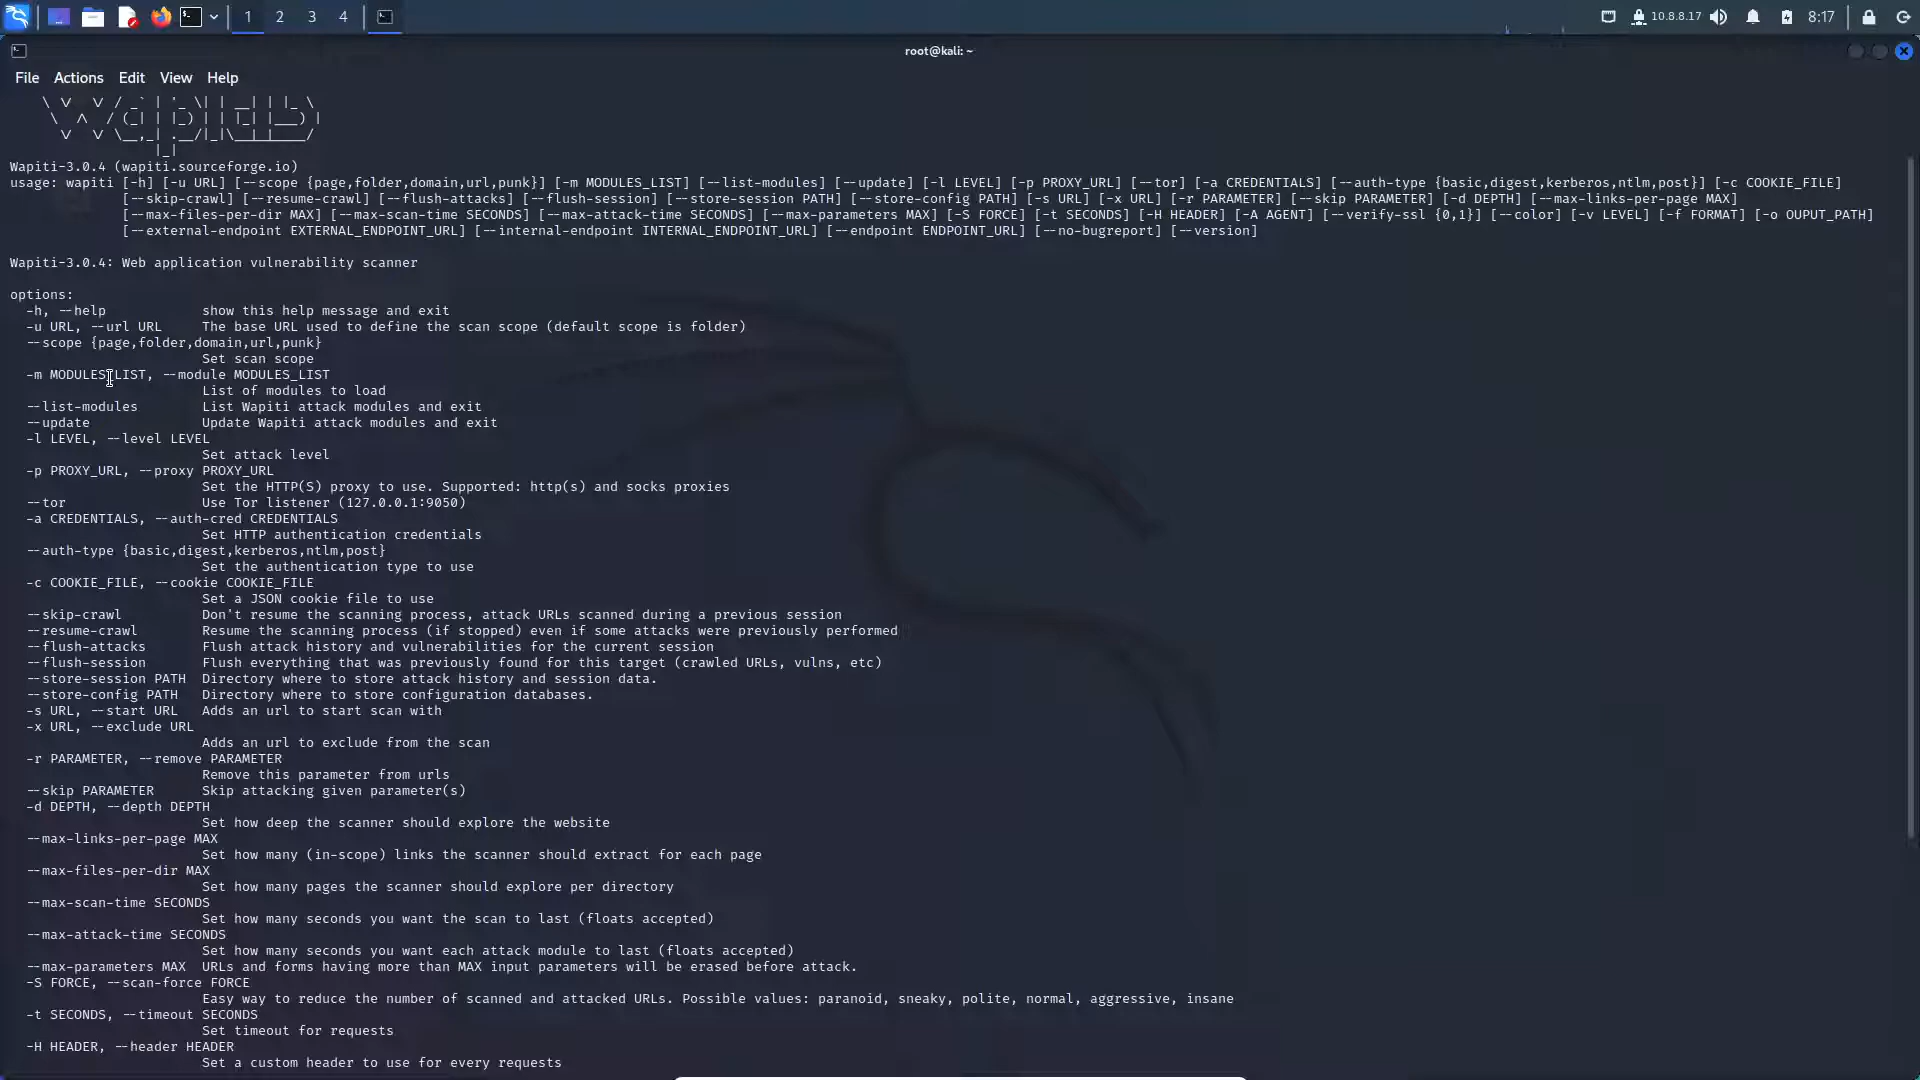 1 2 3 4 10.8.8.17 8:17
root@kali: ~
File Actions Edit View Help
Wapiti-3.0.4 (wapiti.sourceforge.io)
usage: wapiti [-h] [-u URL] [--scope {page,folder,domain,url,punk}] [-m MODULES_LIST] [--list-modules] [--update] [-l LEVEL] [-p PROXY_URL] [--tor] [-a CREDENTIALS] [--auth-type {basic,digest,kerberos,ntlm,post}] [-c COOKIE_FILE]
[--skip-crawl] [--resume-crawl] [--flush-attacks] [--flush-session] [--store-session PATH] [--store-config PATH] [-s URL] [-x URL] [-r PARAMETER] [--skip PARAMETER] [-d DEPTH] [--max-links-per-page MAX]
[--max-files-per-dir MAX] [--max-scan-time SECONDS] [--max-attack-time SECONDS] [--max-parameters MAX] [-S FORCE] [-t SECONDS] [-H HEADER] [-A AGENT] [--verify-ssl {0,1}] [--color] [-v LEVEL] [-f FORMAT] [-o OUPUT_PATH]
[--external-endpoint EXTERNAL_ENDPOINT_URL] [--internal-endpoint INTERNAL_ENDPOINT_URL] [--endpoint ENDPOINT_URL] [--no-bugreport] [--version]
Wapiti-3.0.4: Web application vulnerability scanner
options:
-h, --help show this help message and exit
-u URL, --url URL The base URL used to define the scan scope (default scope is folder)
--scope {page,folder,domain,url,punk}
Set scan scope
-m MODULES_LIST, --module MODULES_LIST
List of modules to load
--list-modules List Wapiti attack modules and exit
--update Update Wapiti attack modules and exit
-l LEVEL, --level LEVEL
Set attack level
-p PROXY_URL, --proxy PROXY_URL
Set the HTTP(S) proxy to use. Supported: http(s) and socks proxies
--tor Use Tor listener (127.0.0.1:9050)
-a CREDENTIALS, --auth-cred CREDENTIALS
Set HTTP authentication credentials
--auth-type {basic,digest,kerberos,ntlm,post}
Set the authentication type to use
-c COOKIE_FILE, --cookie COOKIE_FILE
Set a JSON cookie file to use
--skip-crawl Don't resume the scanning process, attack URLs scanned during a previous session
--resume-crawl Resume the scanning process (if stopped) even if some attacks were previously performed
--flush-attacks Flush attack history and vulnerabilities for the current session
--flush-session Flush everything that was previously found for this target (crawled URLs, vulns, etc)
--store-session PATH Directory where to store attack history and session data.
--store-config PATH Directory where to store configuration databases.
-s URL, --start URL Adds an url to start scan with
-x URL, --exclude URL
Adds an url to exclude from the scan
-r PARAMETER, --remove PARAMETER
Remove this parameter from urls
--skip PARAMETER Skip attacking given parameter(s)
-d DEPTH, --depth DEPTH
Set how deep the scanner should explore the website
--max-links-per-page MAX
Set how many (in-scope) links the scanner should extract for each page
--max-files-per-dir MAX
Set how many pages the scanner should explore per directory
--max-scan-time SECONDS
Set how many seconds you want the scan to last (floats accepted)
--max-attack-time SECONDS
Set how many seconds you want each attack module to last (floats accepted)
--max-parameters MAX URLs and forms having more than MAX input parameters will be erased before attack.
-S FORCE, --scan-force FORCE
Easy way to reduce the number of scanned and attacked URLs. Possible values: paranoid, sneaky, polite, normal, aggressive, insane
-t SECONDS, --timeout SECONDS
Set timeout for requests
-H HEADER, --header HEADER
Set a custom header to use for every requests